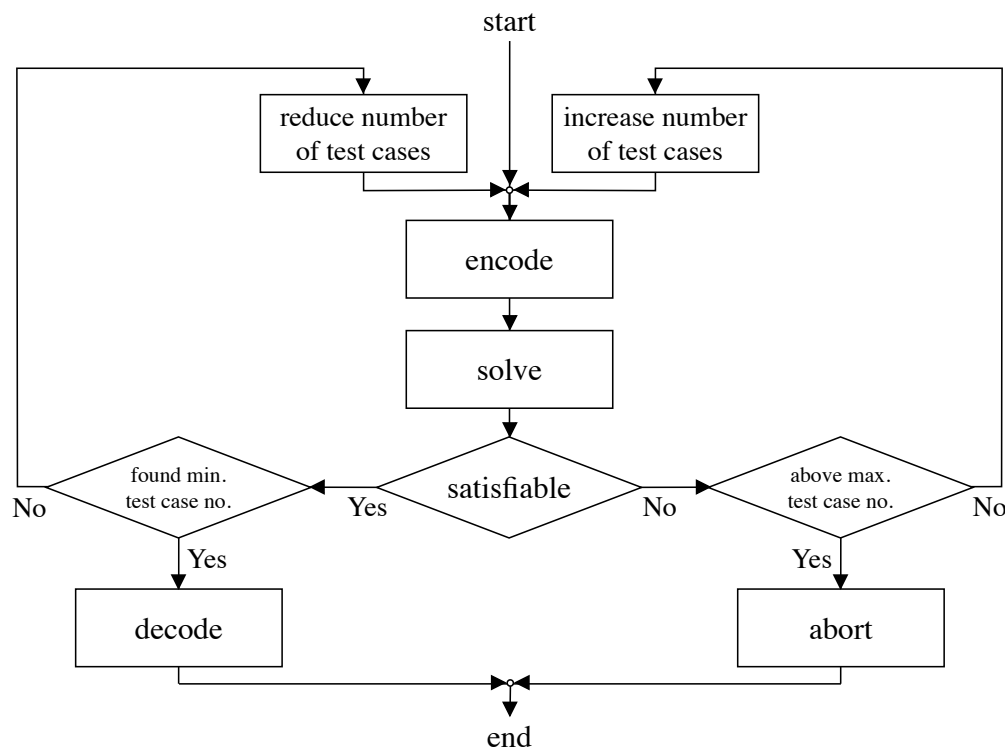 start
reduce number
of test cases
increase number
of test cases
encode
solve
found min.
test case no.
satisfiable
above max.
test case no.
No
Yes
No
No
Yes
Yes
decode
abort
end